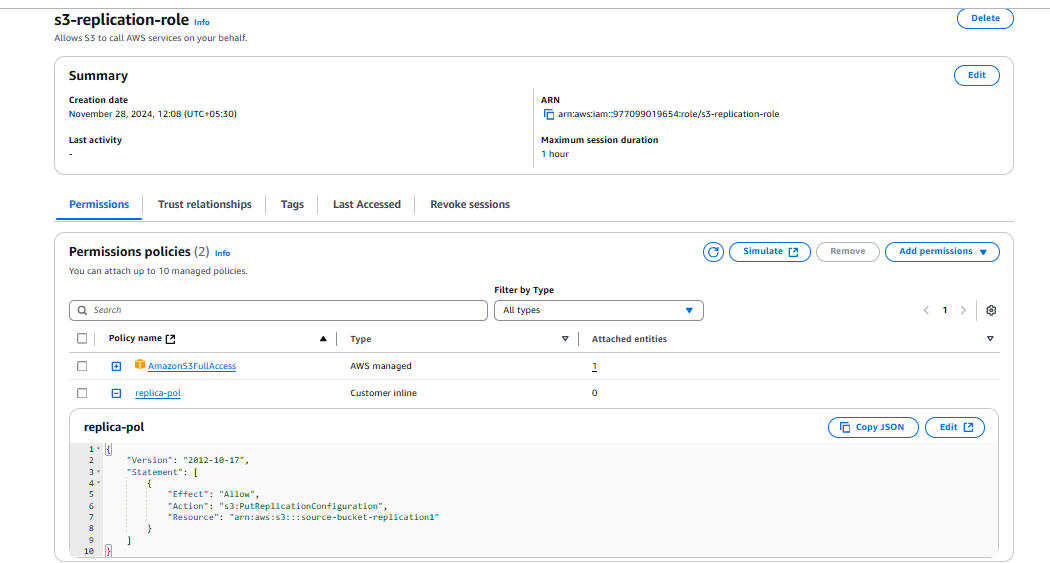 s3-replication-role Info
Delete
Allows S3 to call AWS services on your behalf.
Summary
Edit
Creation date
November 28, 2024, 12:08 (UTC+05:30)
ARN
arn:aws:iam::977099019654:role/s3-replication-role
Last activity
-
Maximum session duration
1 hour
Permissions Trust relationships Tags Last Accessed Revoke sessions
Permissions policies (2) Info
Simulate Remove Add permissions
You can attach up to 10 managed policies.
Filter by Type
Search All types 1
Policy name Type Attached entities
AmazonS3FullAccess AWS managed 1
replica-pol Customer inline 0
replica-pol
Copy JSON Edit
1 {
2 "Version": "2012-10-17",
3 "Statement": [
4 {
5 "Effect": "Allow",
6 "Action": "s3:PutReplicationConfiguration",
7 "Resource": "arn:aws:s3:::source-bucket-replication1"
8 }
9 ]
10 }